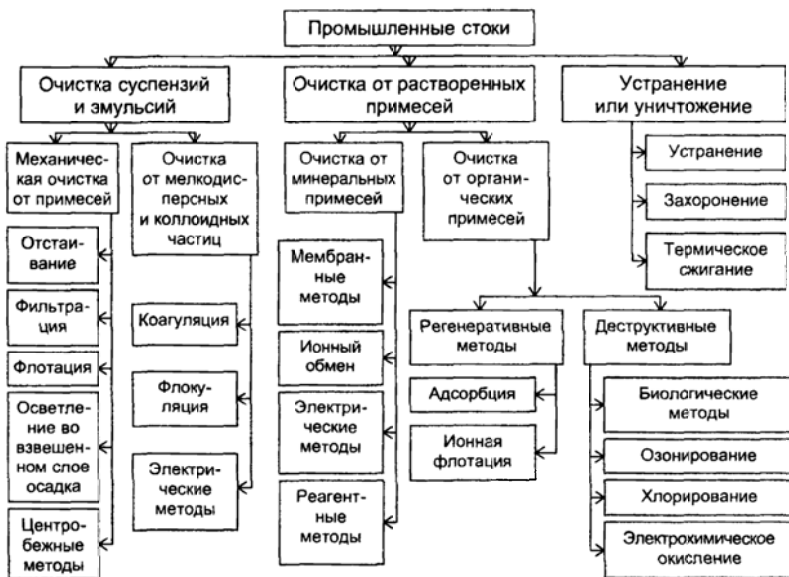 Промышленные стоки
Очистка суспензий
и эмульсий
Очистка от растворенных
примесей
Устранение
или уничтожение
Механичес-
кая очистка
от примесей
Очистка
от мелкодис-
персных
и коллоидных
частиц
Очистка от
минеральных
примесей
Очистка
от органи-
ческих
примесей
Устранение
Захоронение
Термическое
сжигание
Отстаи-
вание
Фильтра-
ция
Флотация
Осветле-
ние во
взвешен-
ном слое
осадка
Центро-
бежные
методы
Коагуляция
Флоку-
ляция
Электри-
ческие
методы
Мембран-
ные
методы
Ионный
обмен
Электри-
ческие
методы
Реагент-
ные
методы
Регенеративные
методы
Адсорбция
Ионная
флотация
Деструктивные
методы
Биологические
методы
Озонирование
Хлорирование
Электрохимическое
окисление